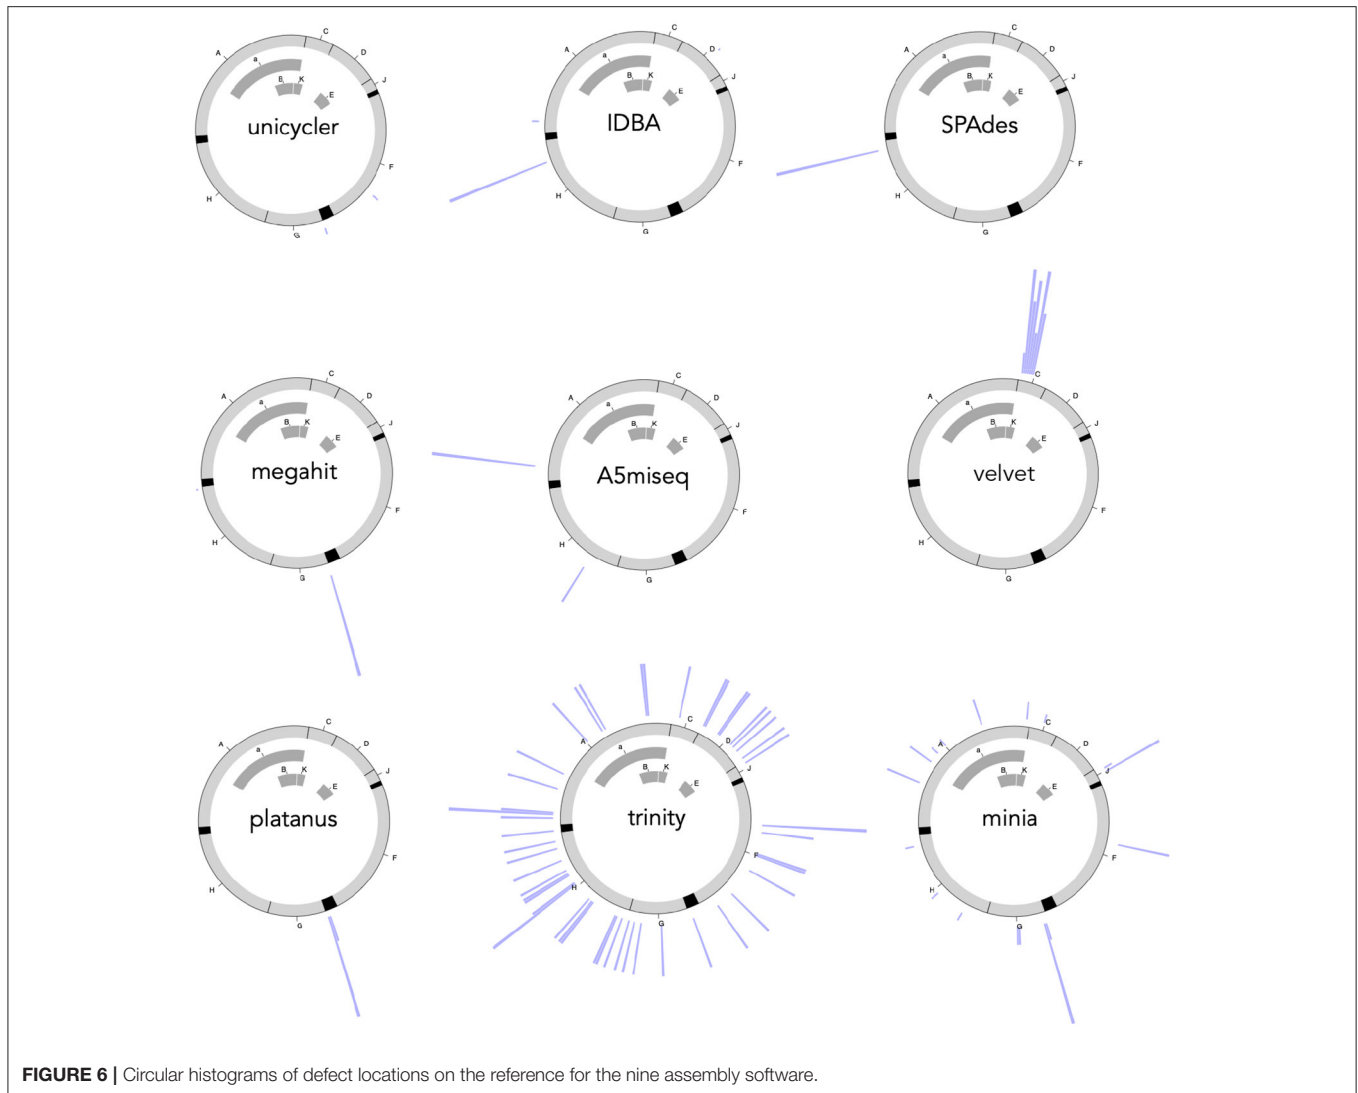 C
A
D
a
J
B K
E
unicycler
F
H
G
C
A
D
a
J
B K
E
IDBA
F
H
G
C
A
D
a
J
B K
E
SPAdes
F
H
G
C
A
D
a
J
B K
E
megahit
F
H
G
C
A
D
a
J
B K
E
A5miseq
F
H
G
C
A
D
a
J
B K
E
velvet
F
H
G
C
A
D
a
J
B K
E
platanus
F
H
G
C
A
D
a
J
B K
E
trinity
F
H
G
C
A
D
a
J
B K
E
minia
F
H
G
FIGURE 6 | Circular histograms of defect locations on the reference for the nine assembly software.